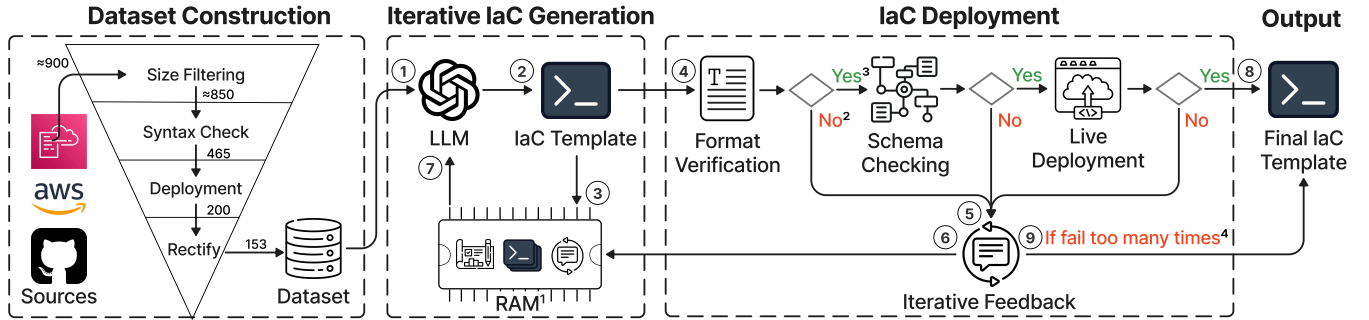 Dataset Construction
Iterative IaC Generation
IaC Deployment
Output
≈900
Size Filtering
≈850
Syntax Check
465
Deployment
200
Rectify
153
aws
Sources
Dataset
1
LLM
2
IaC Template
3
7
RAM¹
4
T
Format
Verification
Yes³
No²
Schema
Checking
Yes
No
Live
Deployment
Yes
No
8
Final IaC
Template
5
6
9
If fail too many times⁴
Iterative Feedback